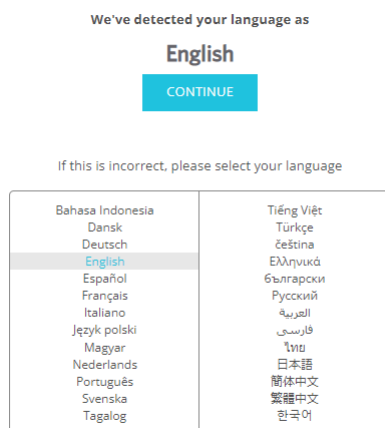 We've detected your language as
English
CONTINUE
If this is incorrect, please select your language
Bahasa Indonesia
Dansk
Deutsch
English
Español
Français
Italiano
Język polski
Magyar
Nederlands
Português
Svenska
Tagalog
Tiếng Việt
Türkçe
čeština
Ελληνικά
български
Русский
العربية
فارسی
ไทย
日本語
简体中文
繁體中文
한국어